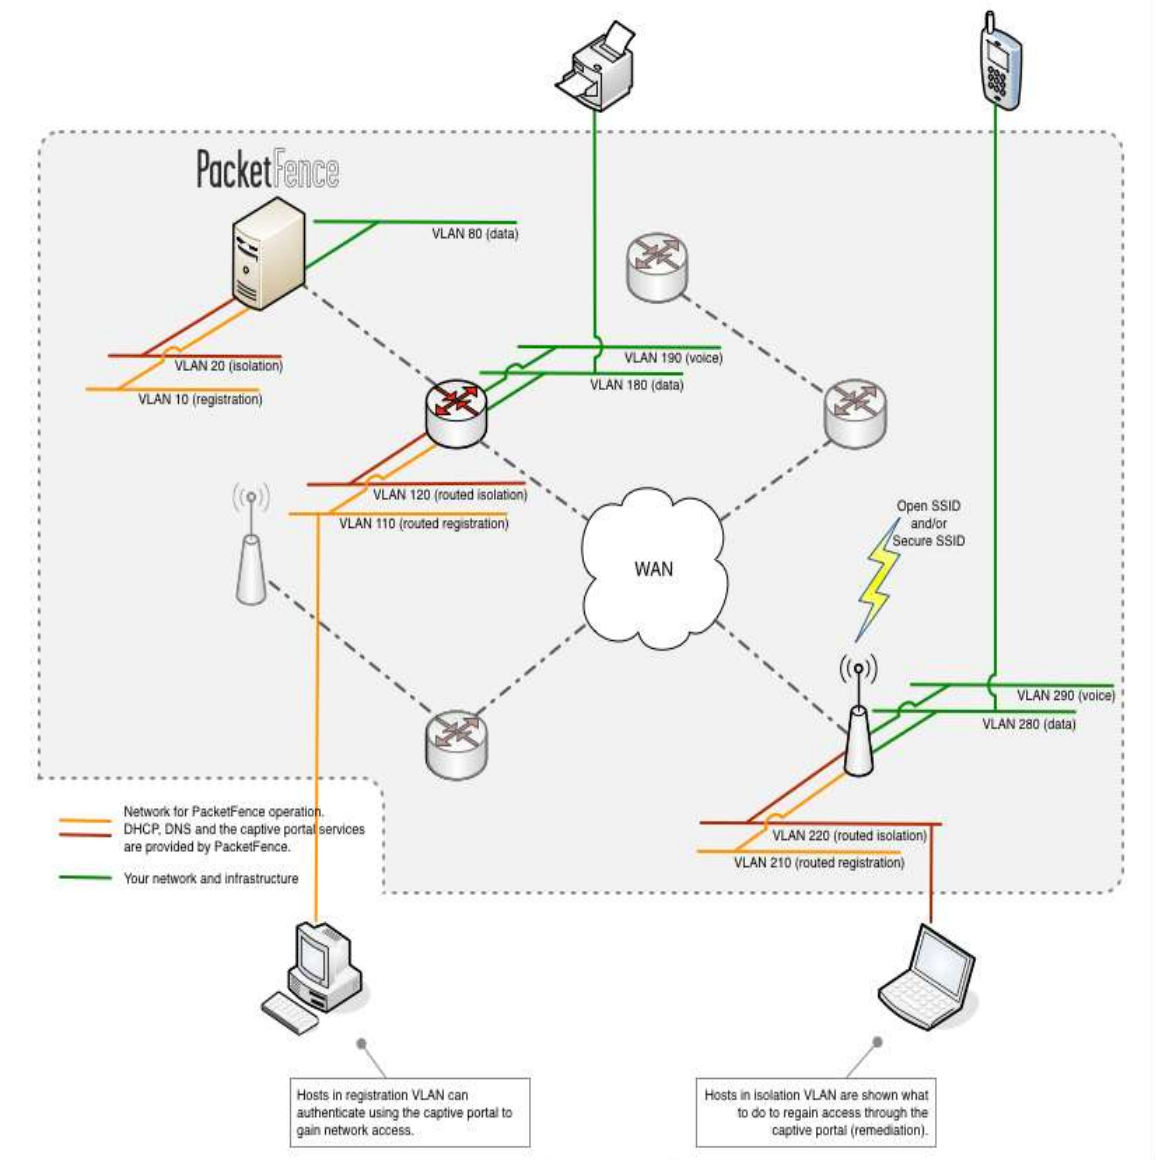 PacketFence
VLAN 80 (data)
VLAN 190 (voice)
VLAN 20 (isolation)
VLAN 180 (data)
VLAN 10 (registration)
VLAN 120 (routed isolation)
VLAN 110 (routed registration)
Open SSID
and/or
Secure SSID
WAN
VLAN 290 (voice)
VLAN 280 (data)
Network for PacketFence operation.
DHCP, DNS and the captive portal services
are provided by PacketFence.
VLAN 220 (routed isolation)
VLAN 210 (routed registration)
Your network and infrastructure
Hosts in registration VLAN can
authenticate using the captive portal to
gain network access.
Hosts in isolation VLAN are shown what
to do to regain access through the
captive portal (remediation).